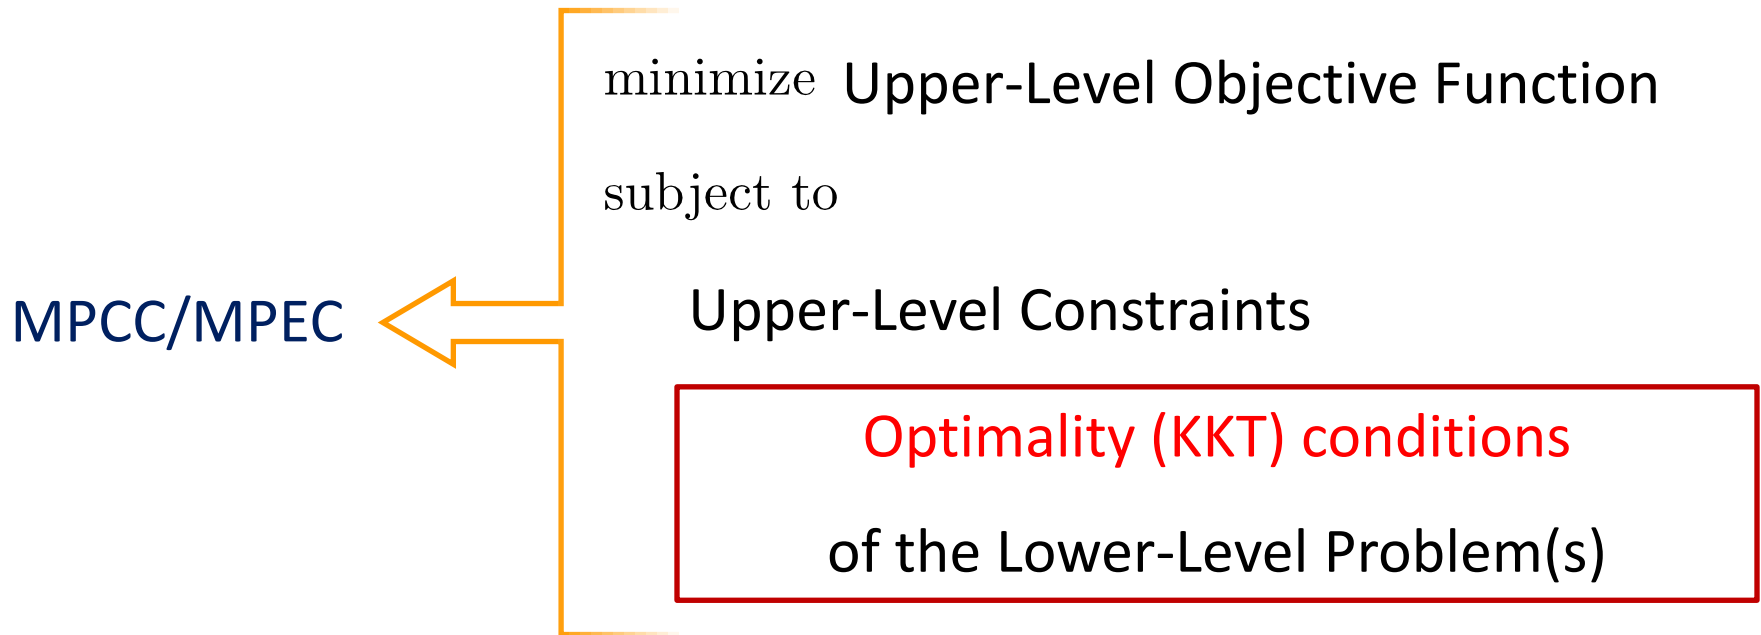 minimize Upper-Level Objective Function
subject to
Upper-Level Constraints
MPCC/MPEC
Optimality (KKT) conditions
of the Lower-Level Problem(s)